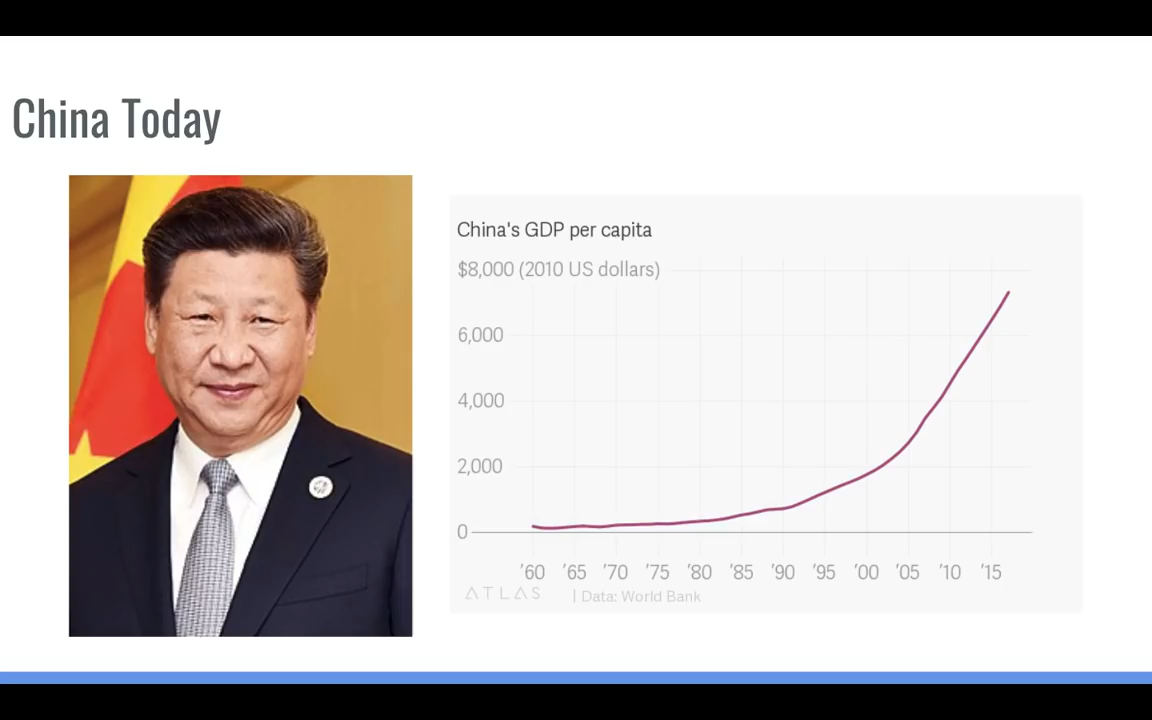 China Today
China's GDP per capita
$8,000 (2010 US dollars)
6,000
4,000
2,000
0
'60 '65 '70 '75 '80 '85 '90 '95 '00 '05 '10 '15
ATLAS | Data: World Bank